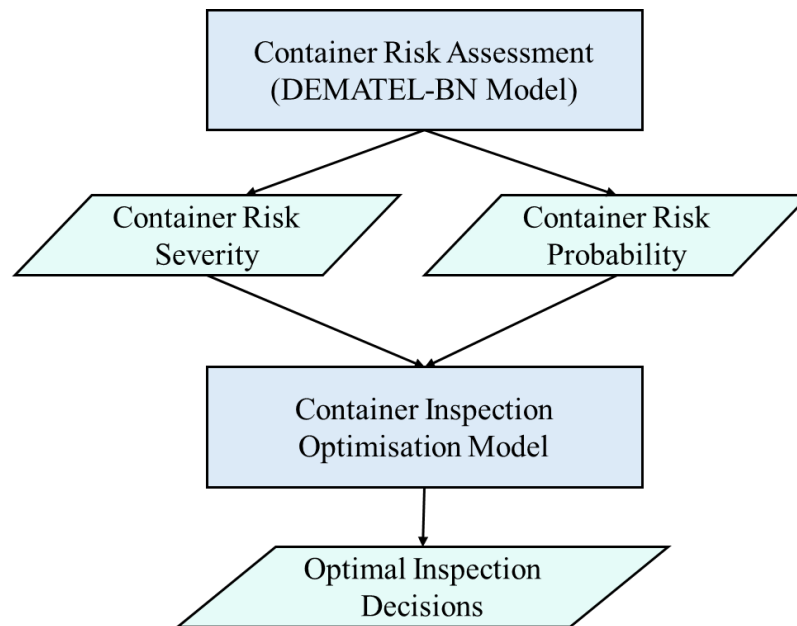 Container Risk Assessment
(DEMATEL-BN Model)
Container Risk
Severity
Container Risk
Probability
Container Inspection
Optimisation Model
Optimal Inspection
Decisions